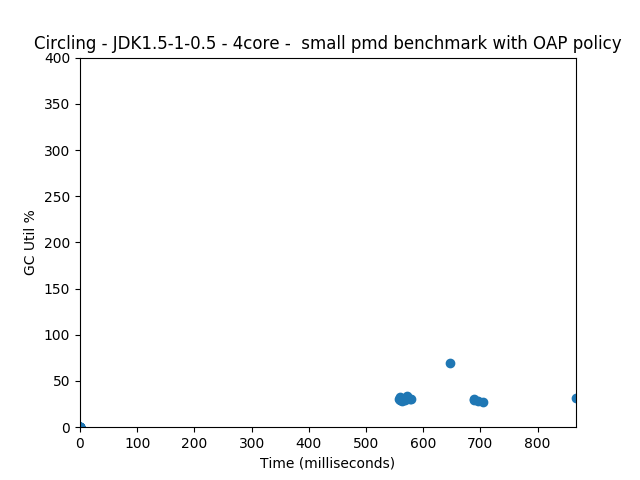 Circling - JDK1.5-1-0.5 - 4core -  small pmd benchmark with OAP policy
400
350
300
250
200
150
100
50
0
GC Util %
0 100 200 300 400 500 600 700 800
Time (milliseconds)